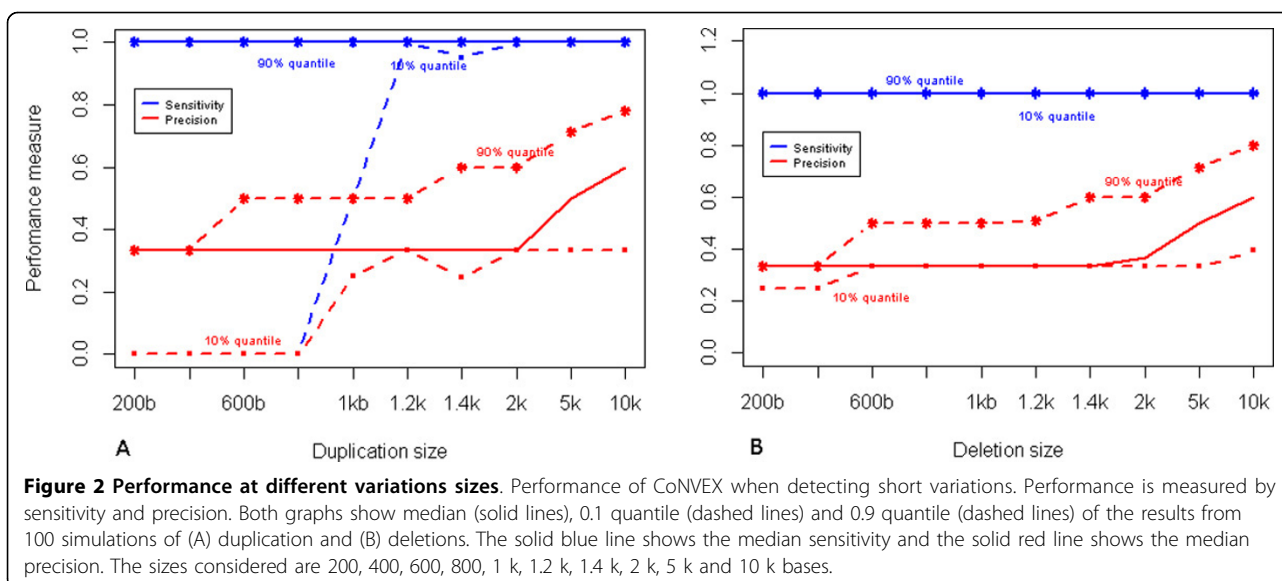 1.0
0.8
0.6
0.4
0.2
0.0
Perfomance measure
90% quantile
10% quantile
Sensitivity
Precision
90% quantile
10% quantile
200b 600b 1kb 1.2k 1.4k 2k 5k 10k
A
Duplication size
1.2
1.0
0.8
0.6
0.4
0.2
0.0
90% quantile
10% quantile
Sensitivity
Precision
90% quantile
10% quantile
200b 600b 1kb 1.2k 1.4k 2k 5k 10k
B
Deletion size
Figure 2 Performance at different variations sizes. Performance of CoNVEX when detecting short variations. Performance is measured by
sensitivity and precision. Both graphs show median (solid lines), 0.1 quantile (dashed lines) and 0.9 quantile (dashed lines) of the results from
100 simulations of (A) duplication and (B) deletions. The solid blue line shows the median sensitivity and the solid red line shows the median
precision. The sizes considered are 200, 400, 600, 800, 1 k, 1.2 k, 1.4 k, 2 k, 5 k and 10 k bases.